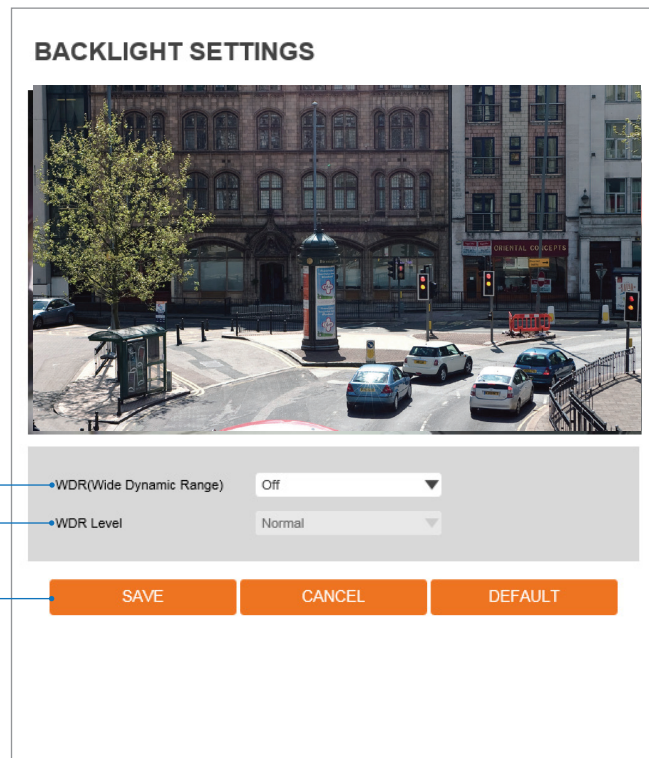 BACKLIGHT SETTINGS
ORIENTAL CONCEPTS
WDR(Wide Dynamic Range) Off
WDR Level Normal
SAVE CANCEL DEFAULT